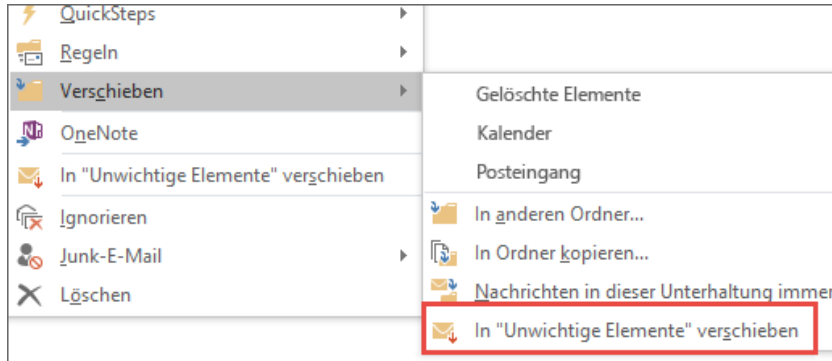 QuickSteps
Regeln
Verschieben
OneNote
In "Unwichtige Elemente" verschieben
Ignorieren
Junk-E-Mail
Löschen
Gelöschte Elemente
Kalender
Posteingang
In anderen Ordner...
In Ordner kopieren...
Nachrichten in dieser Unterhaltung immer
In "Unwichtige Elemente" verschieben